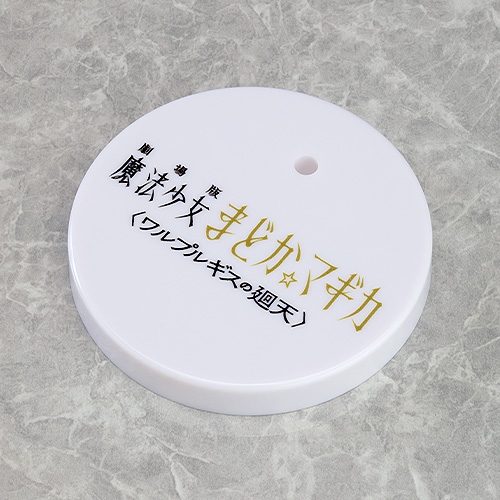 劇場版
魔法少女まどか☆マギカ
〈ワルプルギスの廻天〉